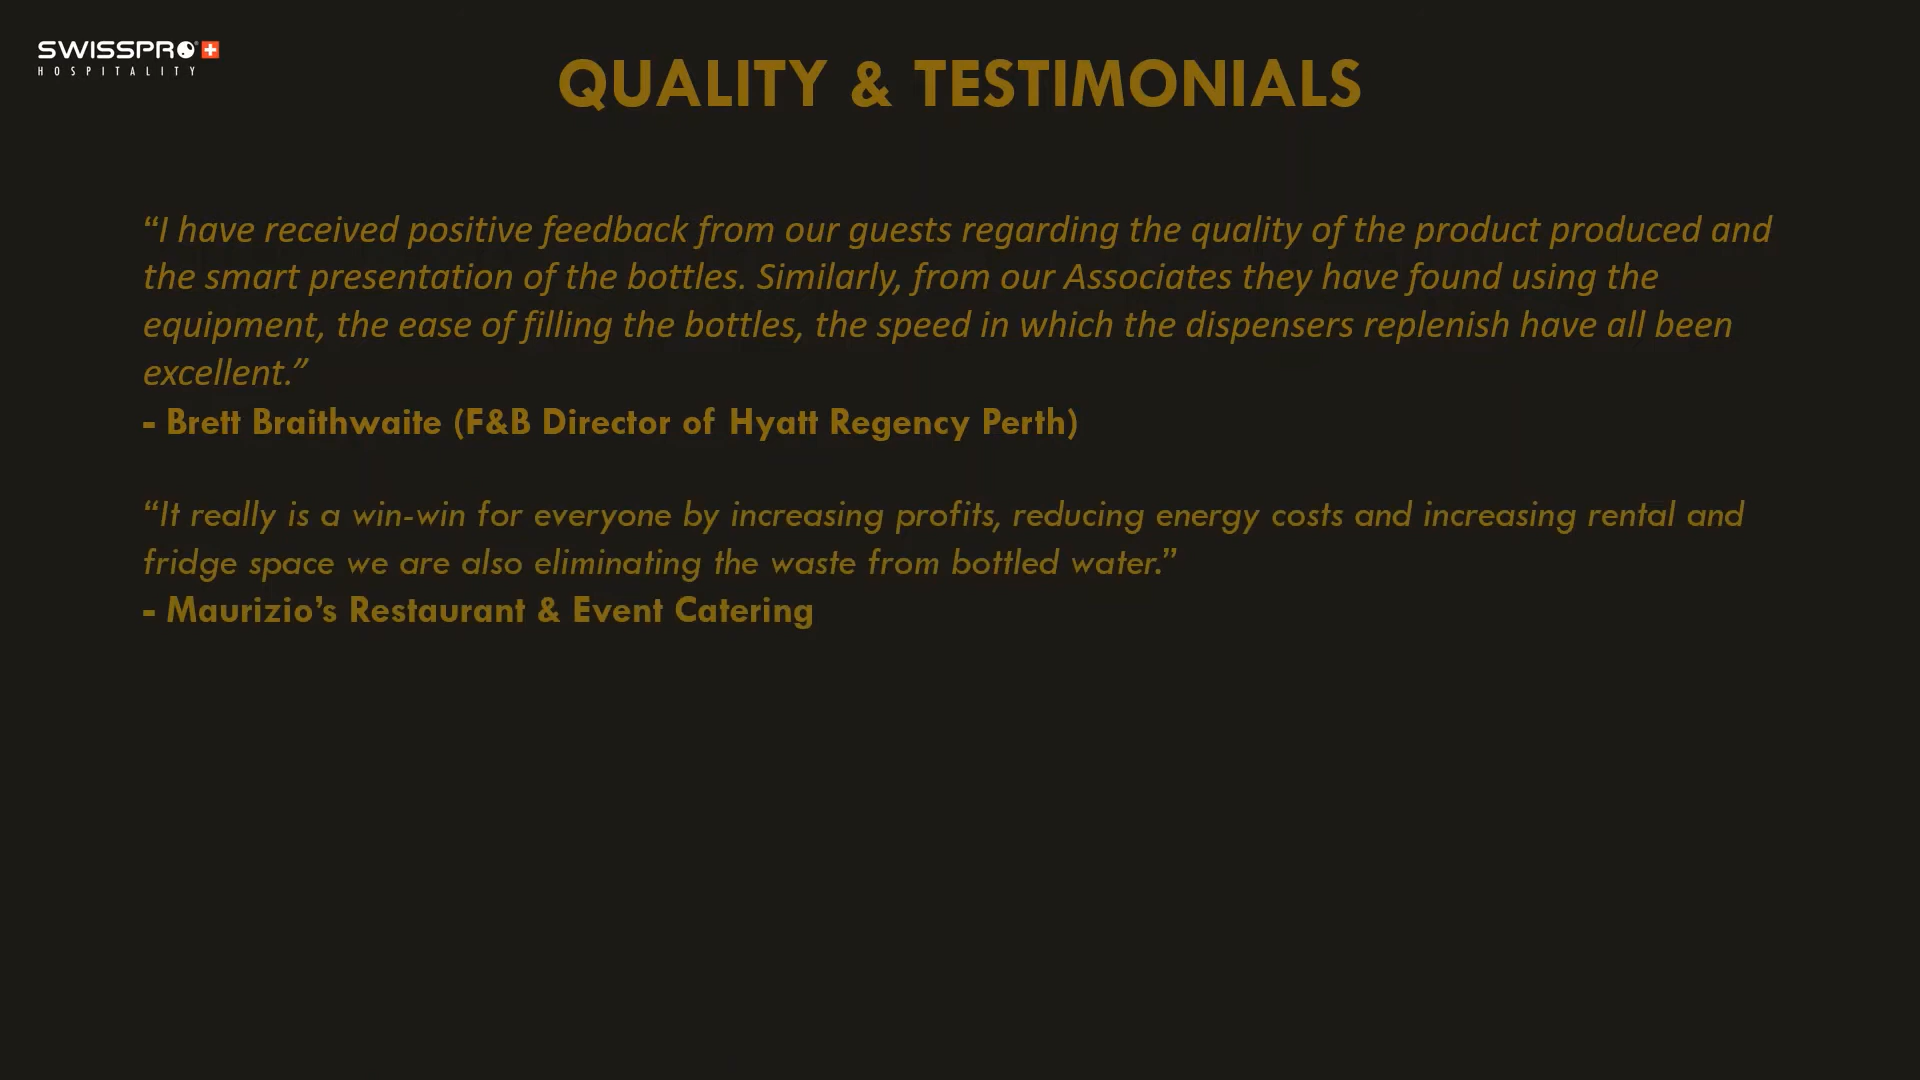 SWISSPRO
HOSPITALITY
QUALITY & TESTIMONIALS
“I have received positive feedback from our guests regarding the quality of the product produced and
the smart presentation of the bottles. Similarly, from our Associates they have found using the
equipment, the ease of filling the bottles, the speed in which the dispensers replenish have all been
excellent.”
- Brett Braithwaite (F&B Director of Hyatt Regency Perth)
“It really is a win-win for everyone by increasing profits, reducing energy costs and increasing rental and
fridge space we are also eliminating the waste from bottled water.”
- Maurizio’s Restaurant & Event Catering